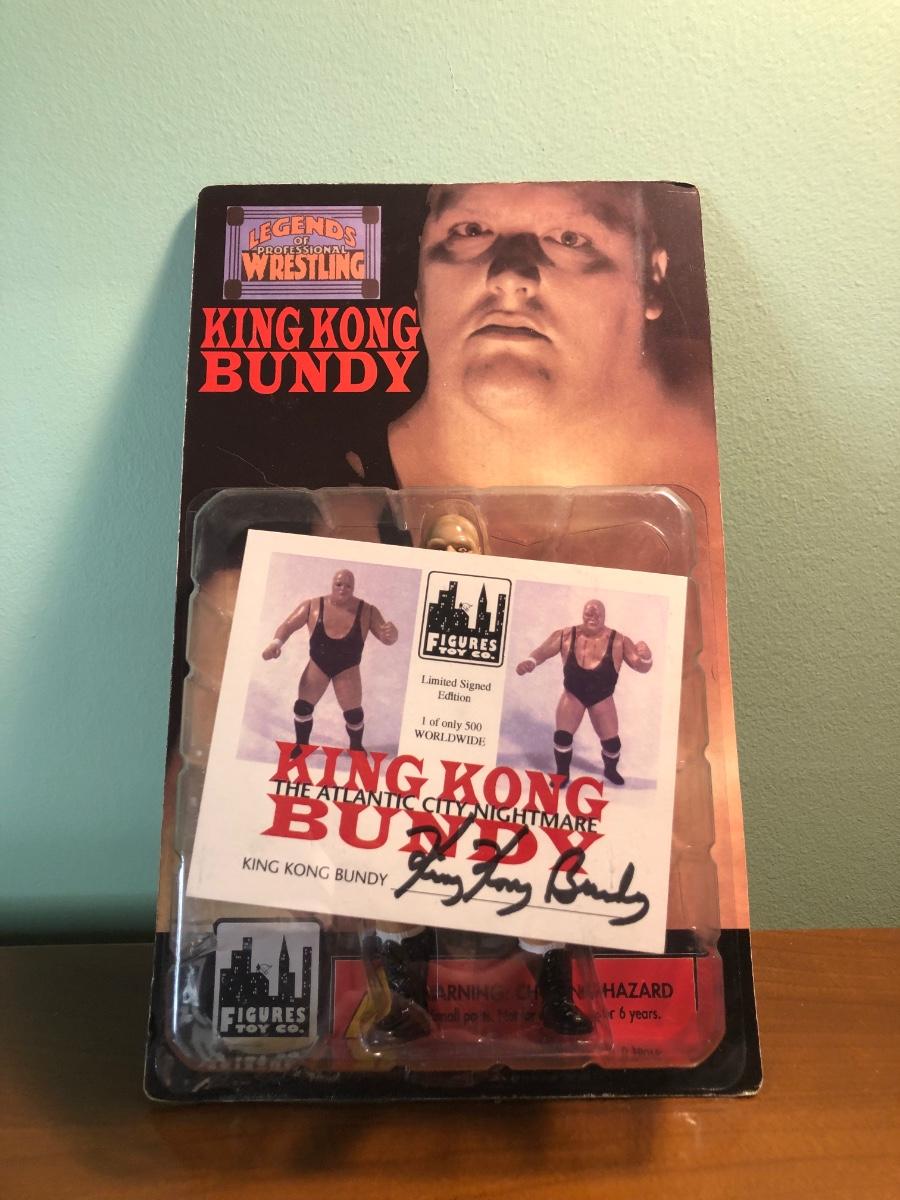 LEGENDS
OF
PROFESSIONAL
WRESTLING
KING KONG
BUNDY
FIGURES
TOY CO.
Limited Signed
Edition
1 of only 500
WORLDWIDE
KING KONG
THE ATLANTIC CITY NIGHTMARE
BUNDY
KING KONG BUNDY King Kong Bundy
FIGURES
TOY CO.
HAZARD
6 years.